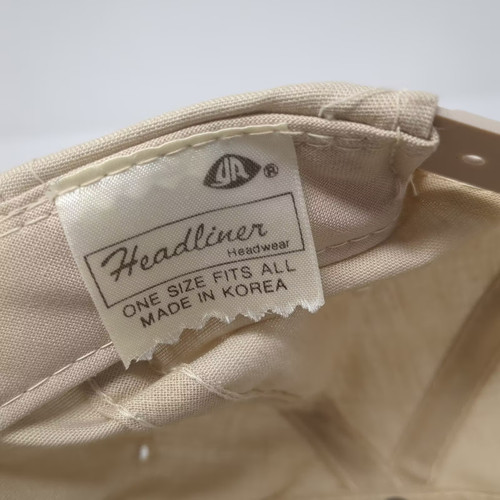 YA ®
Headliner
Headwear
ONE SIZE FITS ALL
MADE IN KOREA